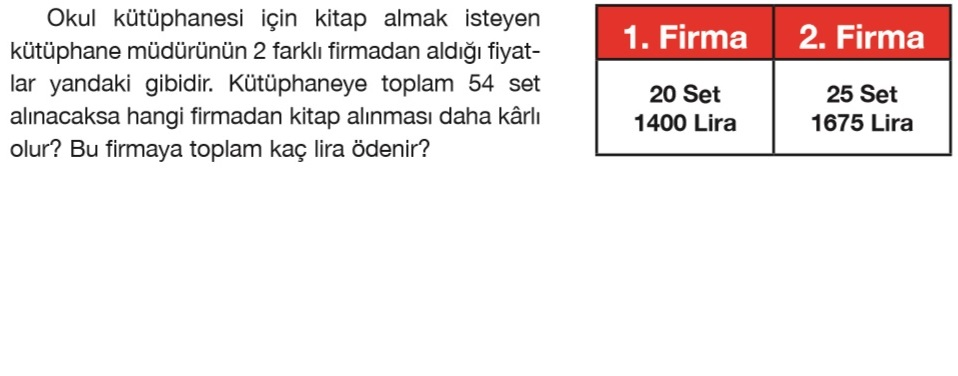 Okul kütüphanesi için kitap almak isteyen
kütüphane müdürünün 2 farklı firmadan aldığı fiyat-
lar yandaki gibidir. Kütüphaneye toplam 54 set
alınacaksa hangi firmadan kitap alınması daha kârlı
olur? Bu firmaya toplam kaç lira ödenir?
1. Firma 2. Firma
20 Set 25 Set
1400 Lira 1675 Lira